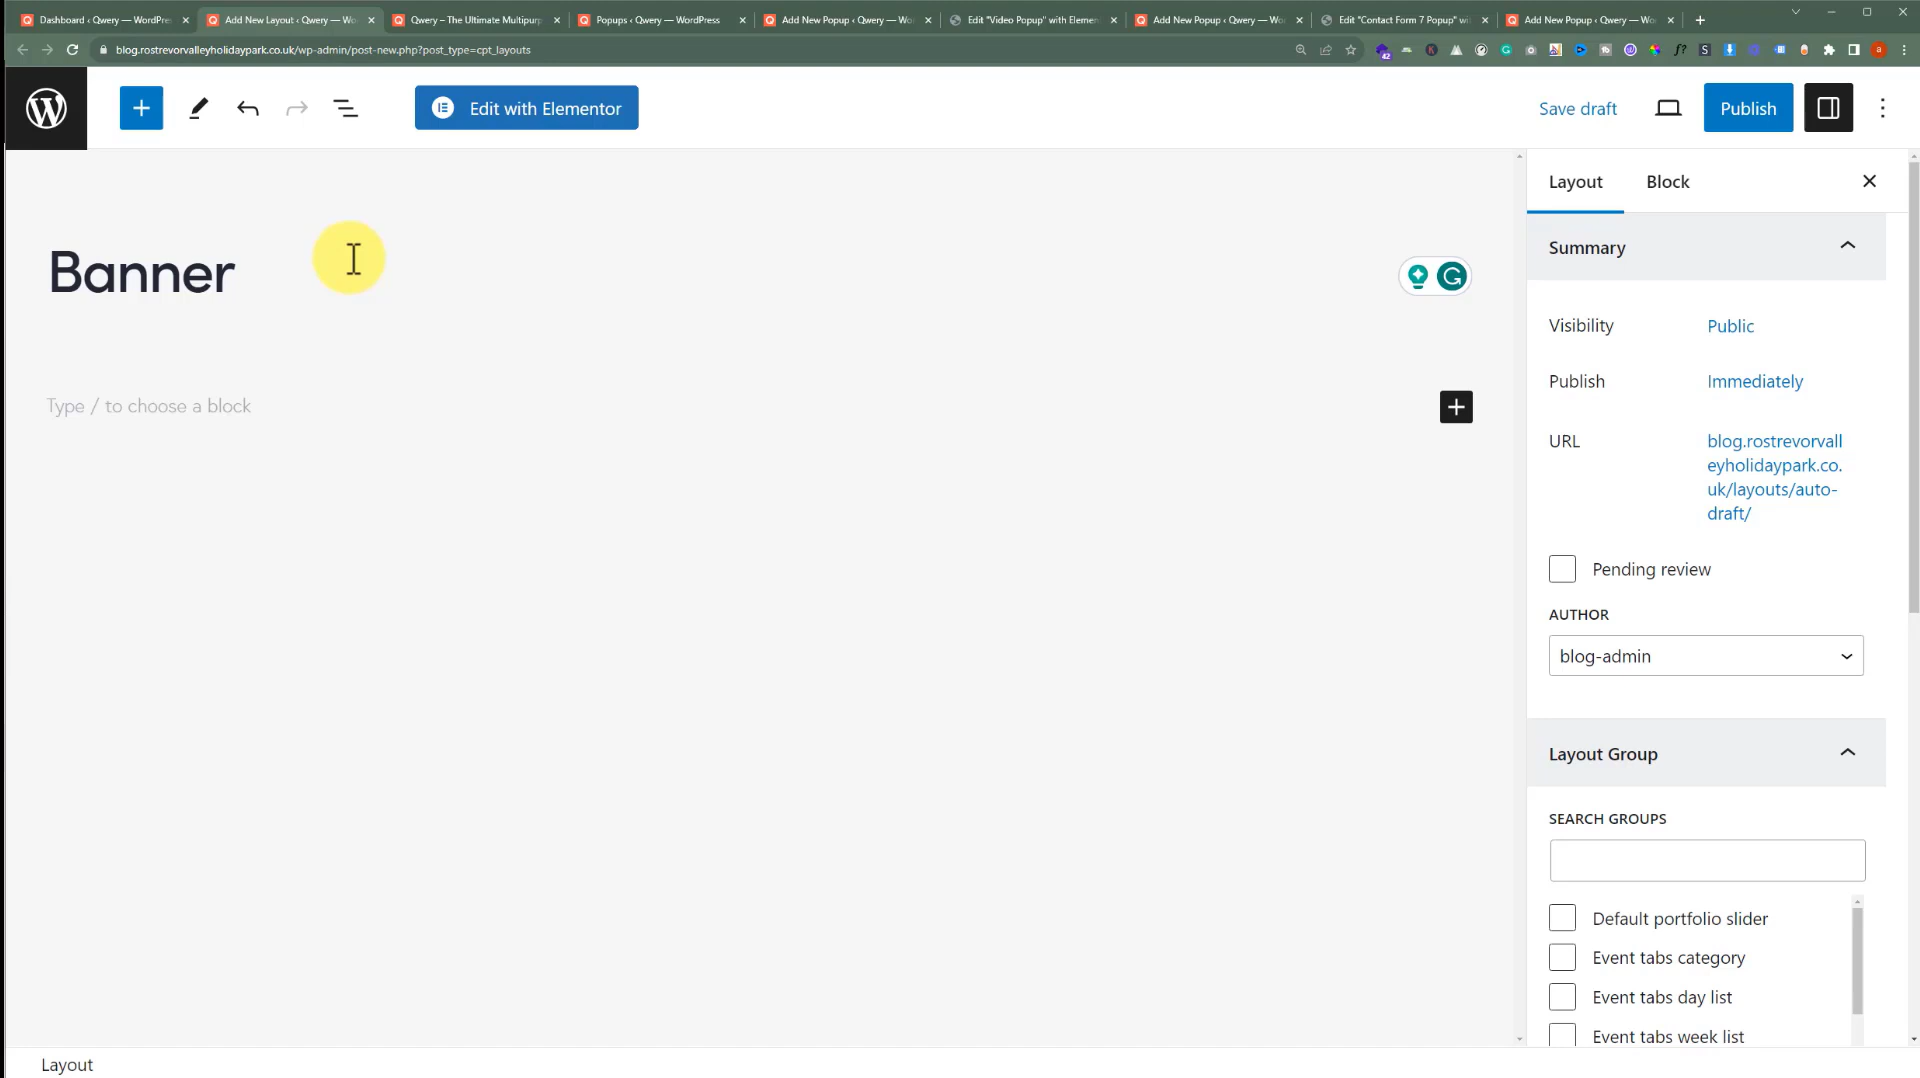 Dashboard ‹ Qwery — WordPres
Add New Layout ‹ Qwery — Wo
Qwery – The Ultimate Multipurp
Popups ‹ Qwery — WordPress
Add New Popup ‹ Qwery — Wo
Edit "Video Popup" with Elemen
Add New Popup ‹ Qwery — Wo
Edit "Contact Form 7 Popup" wi
Add New Popup ‹ Qwery — Wo
blog.rostrevorvalleyholidaypark.co.uk/wp-admin/post-new.php?post_type=cpt_layouts
42
Edit with Elementor
Save draft
Publish
Banner
Type / to choose a block
Layout Block
Summary
Visibility Public
Publish Immediately
URL blog.rostrevorvall
eyholidaypark.co.
uk/layouts/auto-
draft/
Pending review
AUTHOR
blog-admin
Layout Group
SEARCH GROUPS
Default portfolio slider
Event tabs category
Event tabs day list
Event tabs week list
Layout